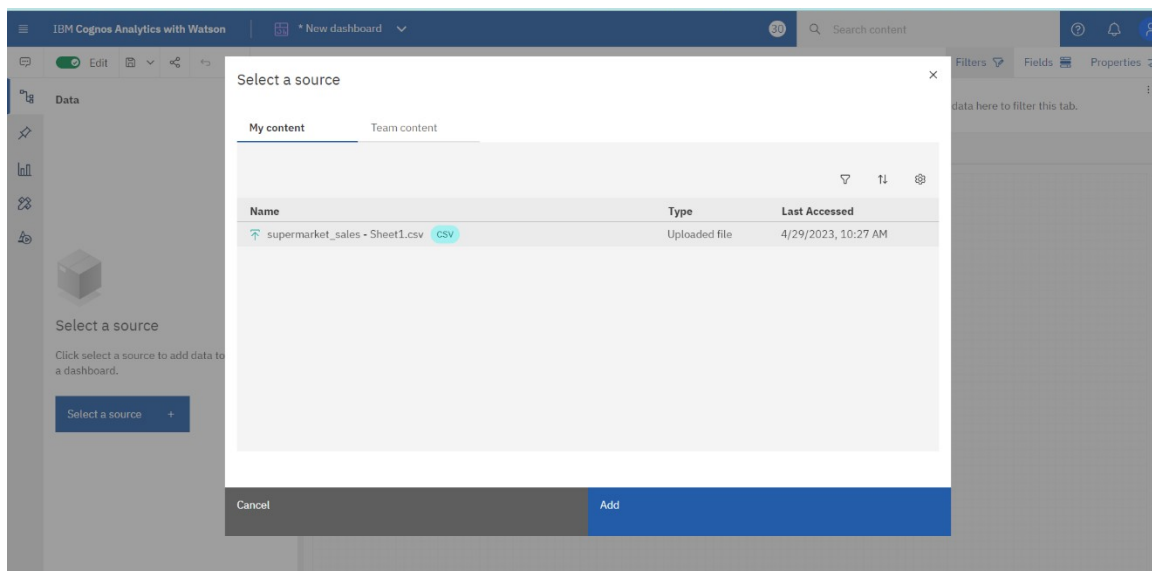 IBM Cognos Analytics with Watson
* New dashboard
30
Search content
Edit
Filters
Fields
Properties
Data
data here to filter this tab.
Select a source
Click select a source to add data to
a dashboard.
Select a source +
Select a source
My content Team content
Name Type Last Accessed
supermarket_sales - Sheet1.csv CSV Uploaded file 4/29/2023, 10:27 AM
Cancel
Add